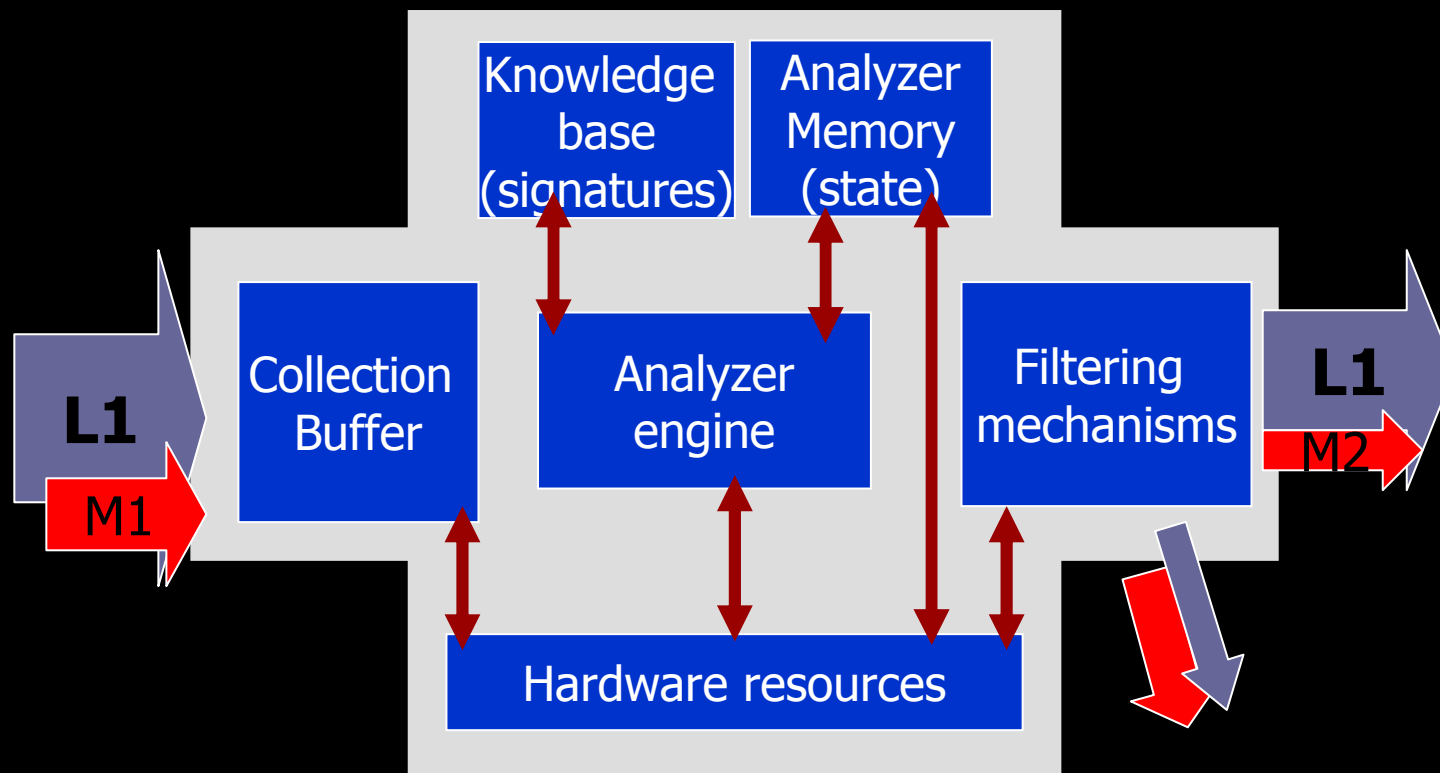 Knowledge
base
(signatures)
Analyzer
Memory
(state)
L1
M1
Collection
Buffer
Analyzer
engine
Filtering
mechanisms
L1
M2
Hardware resources